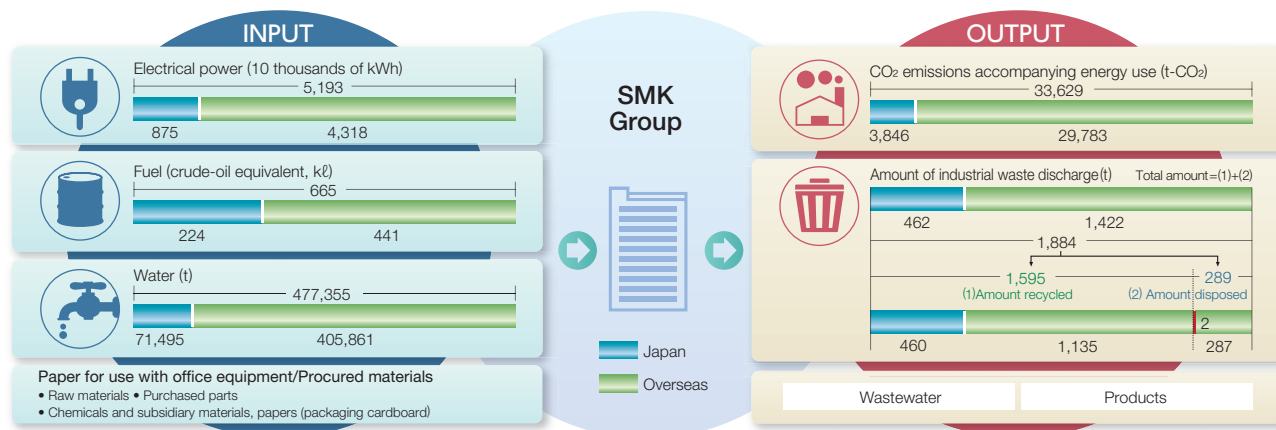 INPUT
Electrical power (10 thousands of kWh)
5,193
875
4,318
Fuel (crude-oil equivalent, kℓ)
665
224
441
Water (t)
477,355
71,495
405,861
Paper for use with office equipment/Procured materials
• Raw materials • Purchased parts
• Chemicals and subsidiary materials, papers (packaging cardboard)
SMK
Group
Japan
Overseas
OUTPUT
CO₂ emissions accompanying energy use (t-CO₂)
33,629
3,846
29,783
Amount of industrial waste discharge(t)
Total amount=(1)+(2)
462
1,422
1,884
1,595
289
(1)Amount recycled
(2) Amount disposed
2
460
1,135
287
Wastewater
Products